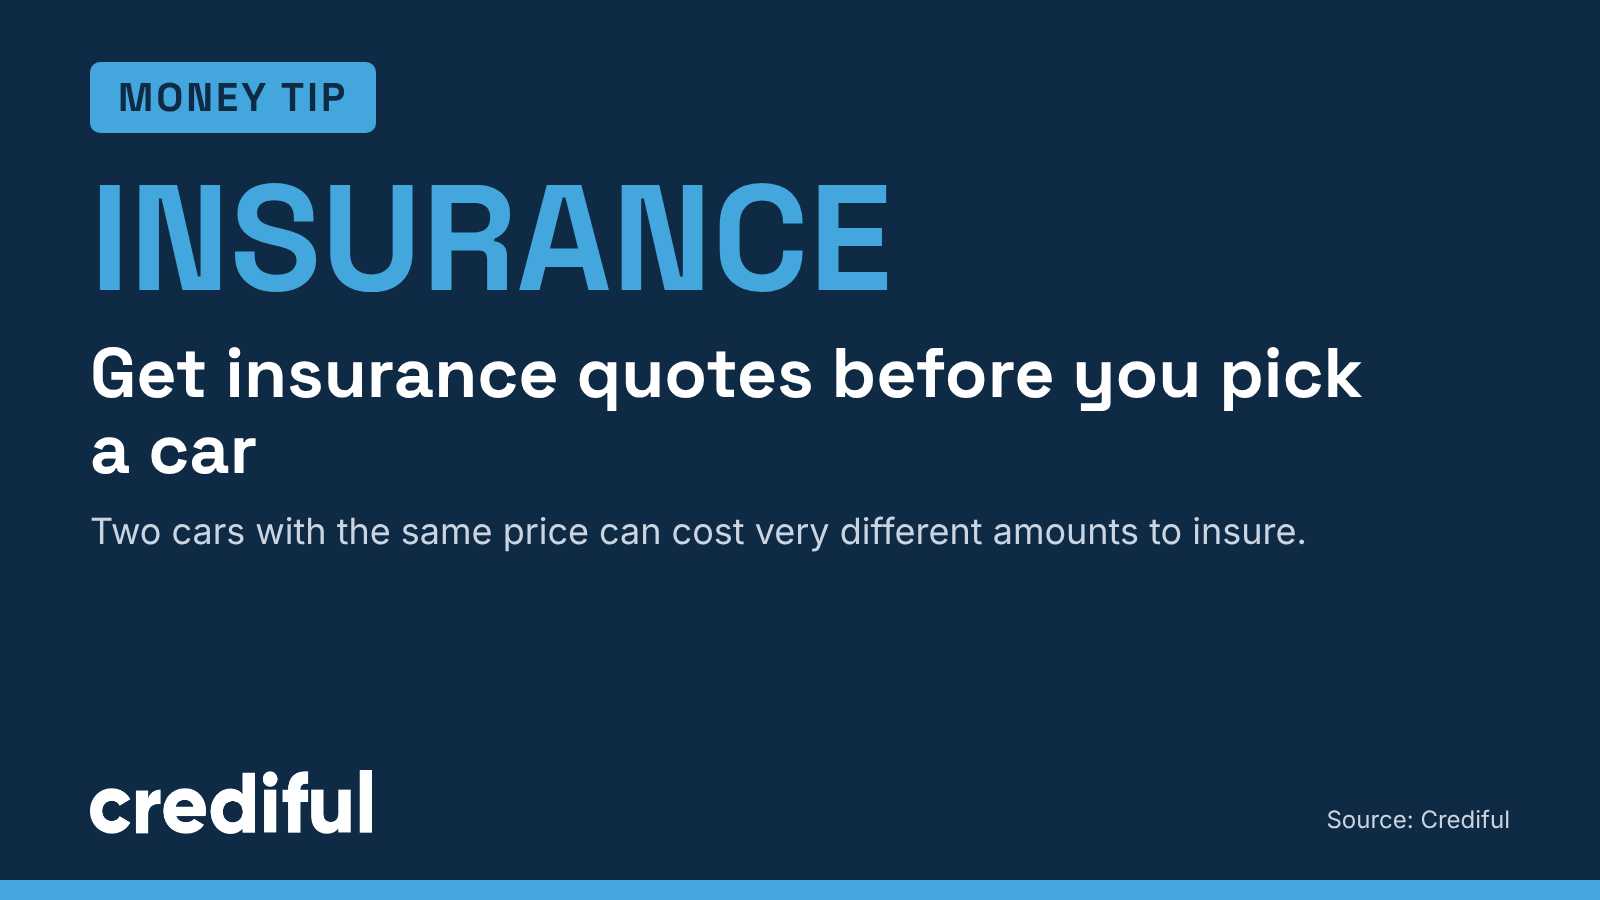 MONEY TIP
INSURANCE
Get insurance quotes before you pick
a car
Two cars with the same price can cost very different amounts to insure.
crediful
Source: Crediful